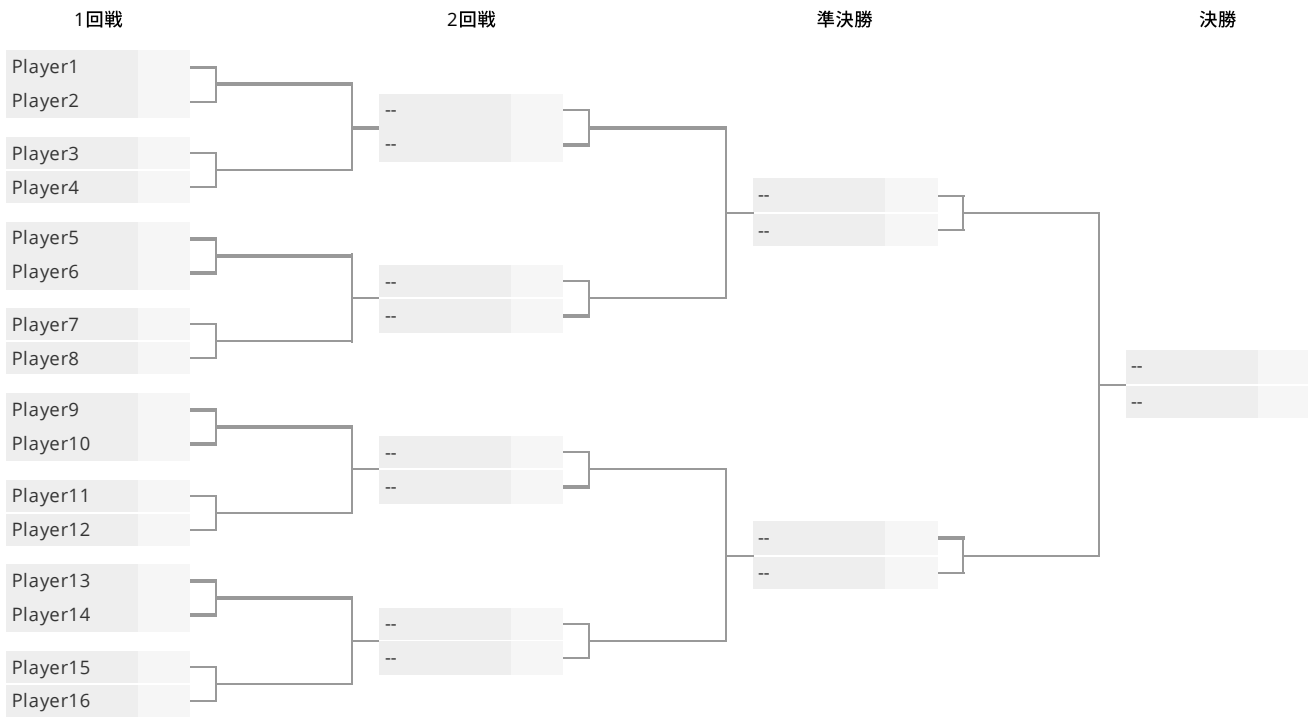 1回戦 2回戦 準決勝 決勝
Player1
Player2
--
--
Player3
Player4
--
--
Player5
Player6
--
--
Player7
Player8
--
--
Player9
Player10
--
--
Player11
Player12
--
--
Player13
Player14
--
--
Player15
Player16